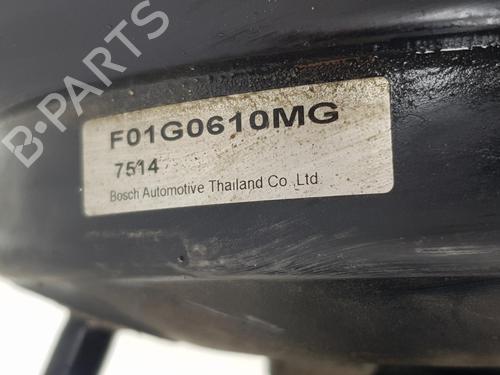 B-PARTS
F01G0610MG
7514
Bosch Automotive Thailand Co.,Ltd.